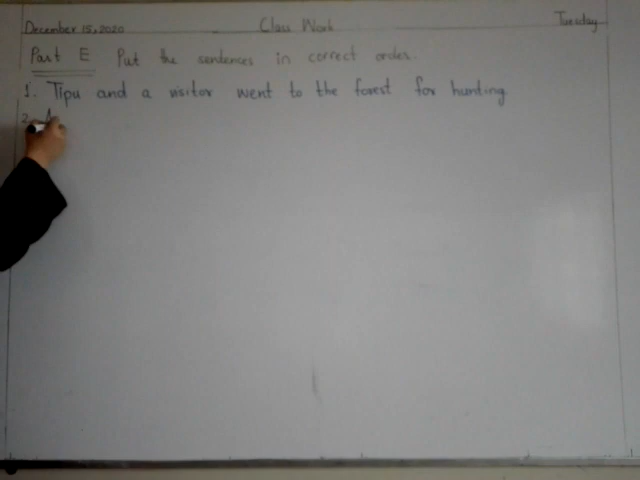 December 15, 2020 Class Work Tuesday
Part E Put the sentences in correct order.
1. Tipu and a visitor went to the forest for hunting
2. A